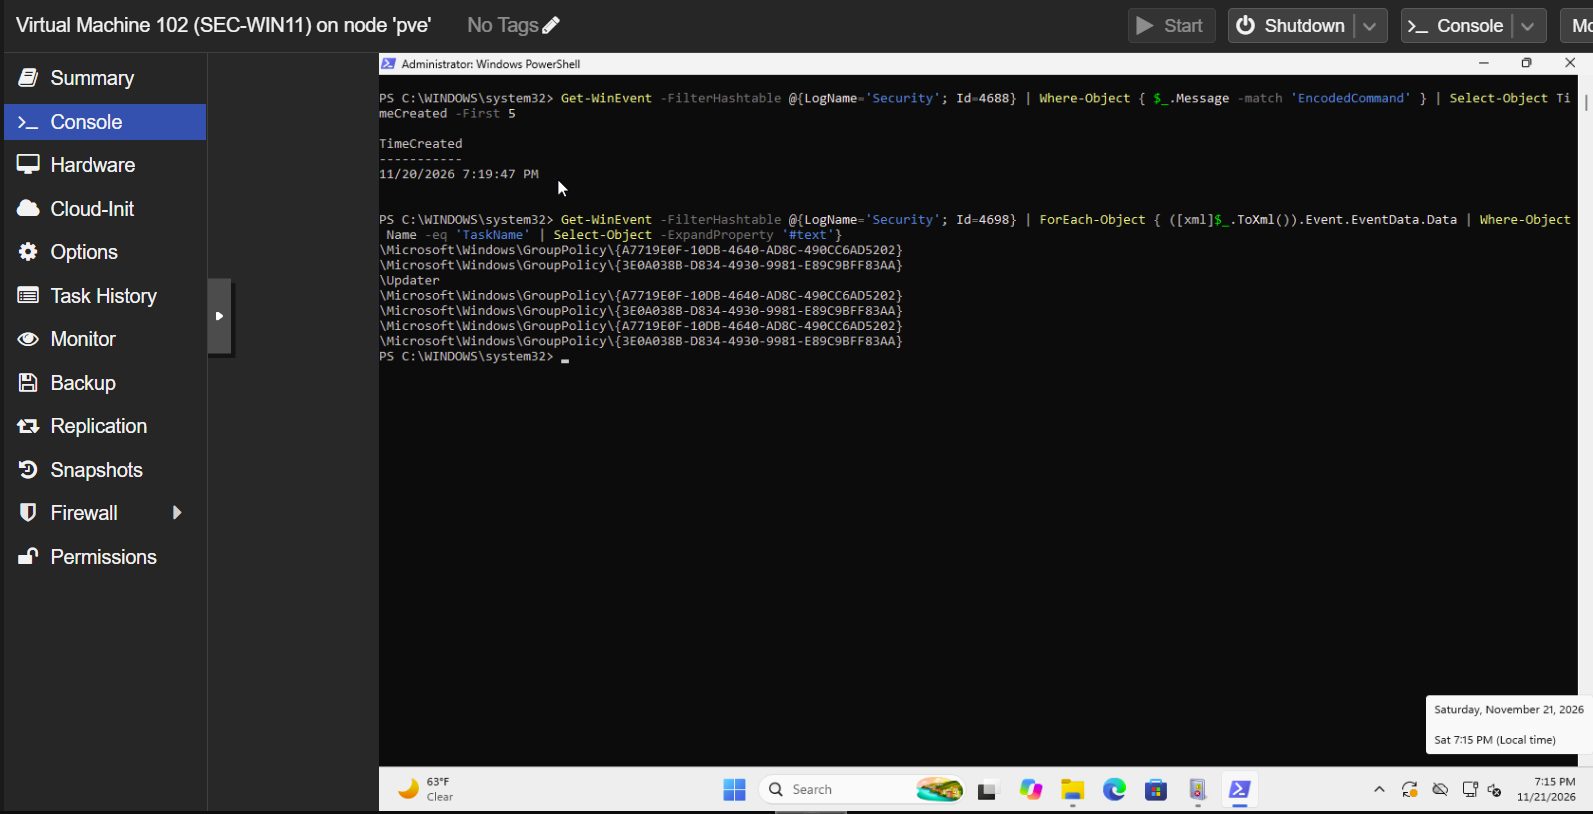 Virtual Machine 102 (SEC-WIN11) on node 'pve' No Tags Start Shutdown Console
Summary
Console
Hardware
Cloud-Init
Options
Task History
Monitor
Backup
Replication
Snapshots
Firewall
Permissions
Administrator: Windows PowerShell
PS C:\WINDOWS\system32> Get-WinEvent -FilterHashtable @{LogName='Security'; Id=4688} | Where-Object { $_.Message -match 'EncodedCommand' } | Select-Object Ti
meCreated -First 5
TimeCreated
-----------
11/20/2026 7:19:47 PM
PS C:\WINDOWS\system32> Get-WinEvent -FilterHashtable @{LogName='Security'; Id=4698} | ForEach-Object { ([xml]$_.ToXml()).Event.EventData.Data | Where-Object
Name -eq 'TaskName' | Select-Object -ExpandProperty '#text'}
\Microsoft\Windows\GroupPolicy\{A7719E0F-10DB-4640-AD8C-490CC6AD5202}
\Microsoft\Windows\GroupPolicy\{3E0A038B-D834-4930-9981-E89C9BFF83AA}
\Updater
\Microsoft\Windows\GroupPolicy\{A7719E0F-10DB-4640-AD8C-490CC6AD5202}
\Microsoft\Windows\GroupPolicy\{3E0A038B-D834-4930-9981-E89C9BFF83AA}
\Microsoft\Windows\GroupPolicy\{A7719E0F-10DB-4640-AD8C-490CC6AD5202}
\Microsoft\Windows\GroupPolicy\{3E0A038B-D834-4930-9981-E89C9BFF83AA}
PS C:\WINDOWS\system32>
Saturday, November 21, 2026
Sat 7:15 PM (Local time)
63°F
Clear
Search
7:15 PM
11/21/2026